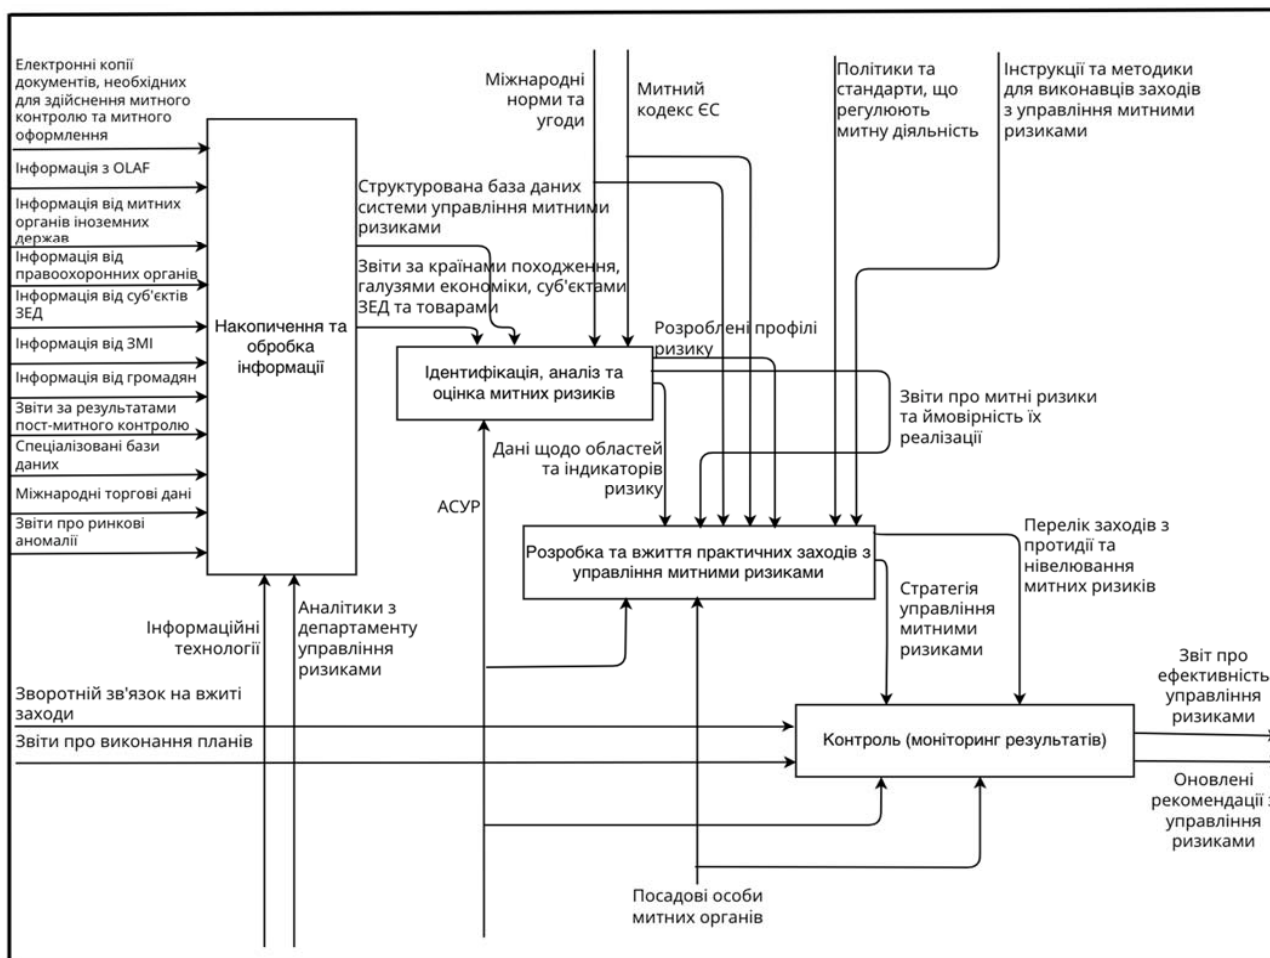 Електронні копії
документів, необхідних
для здійснення митного
контролю та митного
оформлення
Інформація з OLAF
Інформація від митних
органів іноземних
держав
Інформація від
правоохоронних органів
Інформація від суб'єктів
ЗЕД
Інформація від ЗМІ
Інформація від громадян
Звіти за результатами
пост-митного контролю
Спеціалізовані бази
даних
Міжнародні торгові дані
Звіти про ринкові
аномалії
Накопичення та
обробка
інформації
Інформаційні
технології
Аналітики з
департаменту
управління
ризиками
Структурована база даних
системи управління митними
ризиками
Звіти за країнами походження,
галузями економіки, суб'єктами
ЗЕД та товарами
Міжнародні
норми та
угоди
Митний
кодекс ЄС
Політики та
стандарти, що
регулюють
митну діяльність
Інструкції та методики
для виконавців заходів
з управління митними
ризиками
Ідентифікація, аналіз та
оцінка митних ризиків
Розроблені профілі
ризику
Звіти про митні ризики
та ймовірність їх
реалізації
Дані щодо областей
та індикаторів
ризику
АСУР
Розробка та вжиття практичних заходів з
управління митними ризиками
Перелік заходів з
протидії та
нівелювання
митних ризиків
Стратегія
управління
митними
ризиками
Зворотній зв'язок на вжиті
заходи
Звіти про виконання планів
Контроль (моніторинг результатів)
Звіт про
ефективність
управління
ризиками
Оновлені
рекомендації з
управління
ризиками
Посадові особи
митних органів